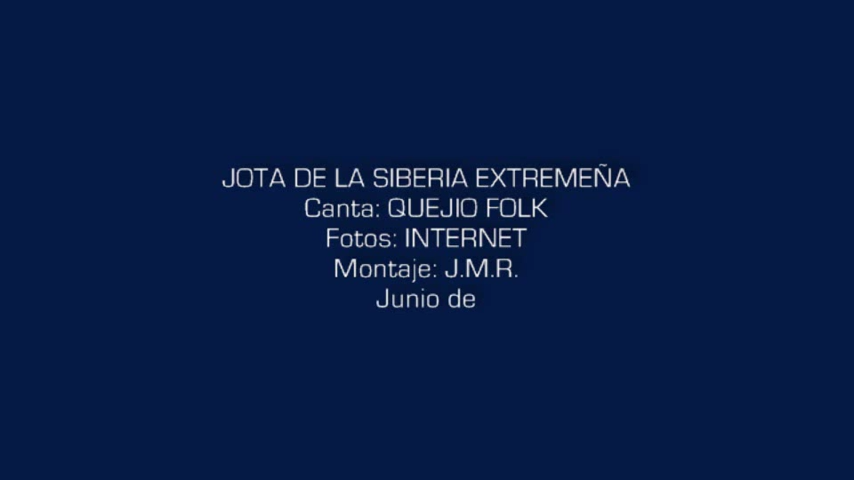 JOTA DE LA SIBERIA EXTREMEÑA
Canta: QUEJIO FOLK
Fotos: INTERNET
Montaje: J.M.R.
Junio de